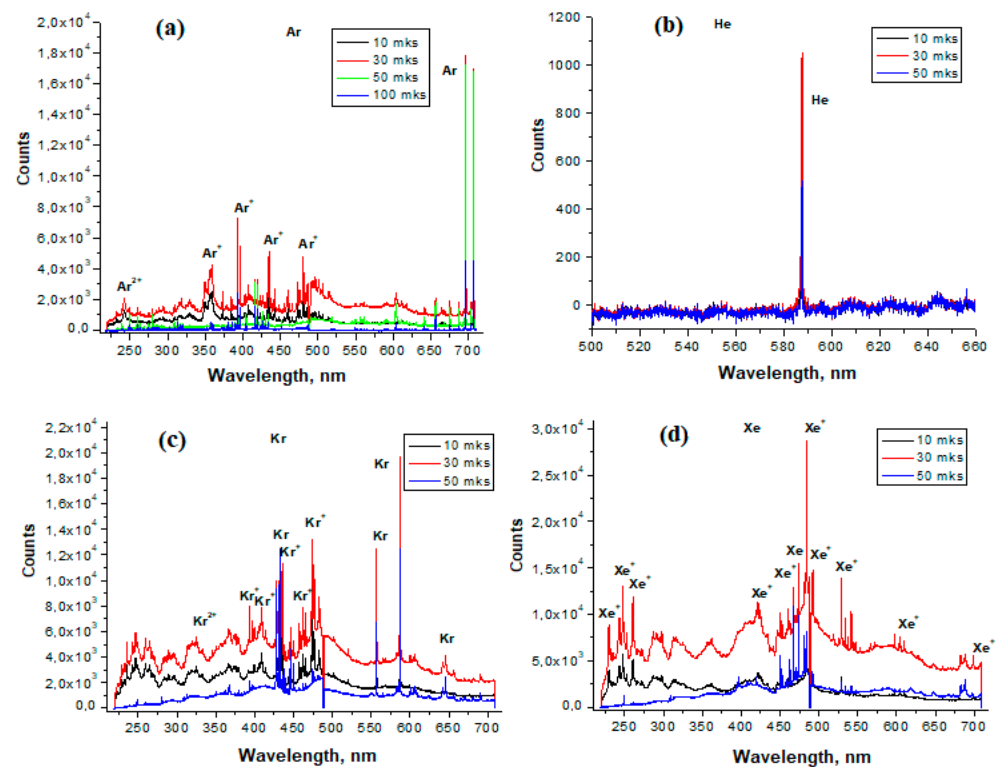 (a)
Ar
10 mks
30 mks
50 mks
100 mks
Ar
Ar⁺
Ar⁺
Ar⁺
Ar⁺
Ar²⁺
Counts
2,0x10⁴
1,8x10⁴
1,6x10⁴
1,4x10⁴
1,2x10⁴
1,0x10⁴
8,0x10³
6,0x10³
4,0x10³
2,0x10³
0,0
250 300 350 400 450 500 550 600 650 700
Wavelength, nm
(b)
He
10 mks
30 mks
50 mks
He
Counts
1200
1000
800
600
400
200
0
500 520 540 560 580 600 620 640 660
Wavelength, nm
(c)
Kr
10 mks
30 mks
50 mks
Kr
Kr
Kr⁺
Kr
Kr⁺
Kr⁺
Kr⁺
Kr²⁺
Kr
Counts
2,2x10⁴
2,0x10⁴
1,8x10⁴
1,6x10⁴
1,4x10⁴
1,2x10⁴
1,0x10⁴
8,0x10³
6,0x10³
4,0x10³
2,0x10³
0,0
250 300 350 400 450 500 550 600 650 700
Wavelength, nm
(d)
Xe
Xe⁺
10 mks
30 mks
50 mks
Xe⁺
Xe⁺
Xe⁺
Xe⁺
Xe⁺
Xe
Xe⁺
Xe⁺
Xe⁺
Counts
3,0x10⁴
2,5x10⁴
2,0x10⁴
1,5x10⁴
1,0x10⁴
5,0x10³
0,0
250 300 350 400 450 500 550 600 650 700
Wavelength, nm